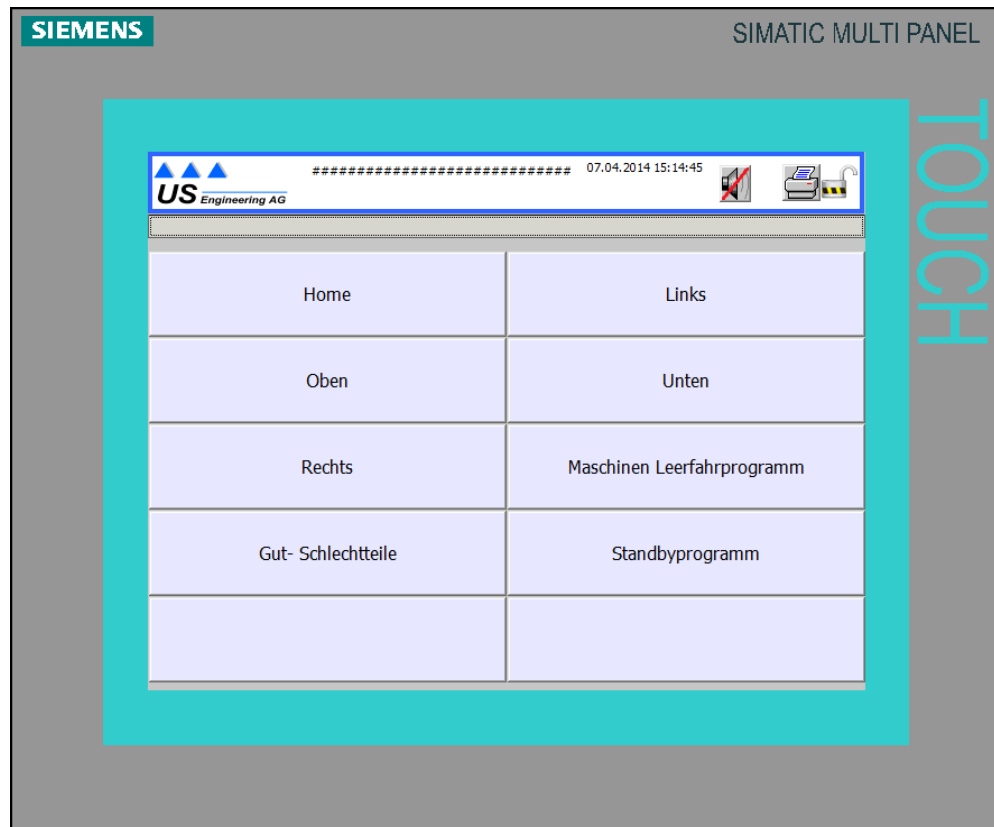 SIEMENS
SIMATIC MULTI PANEL
TOUCH
############################# 07.04.2014 15:14:45
US Engineering AG
Home
Links
Oben
Unten
Rechts
Maschinen Leerfahrprogramm
Gut- Schlechtteile
Standbyprogramm